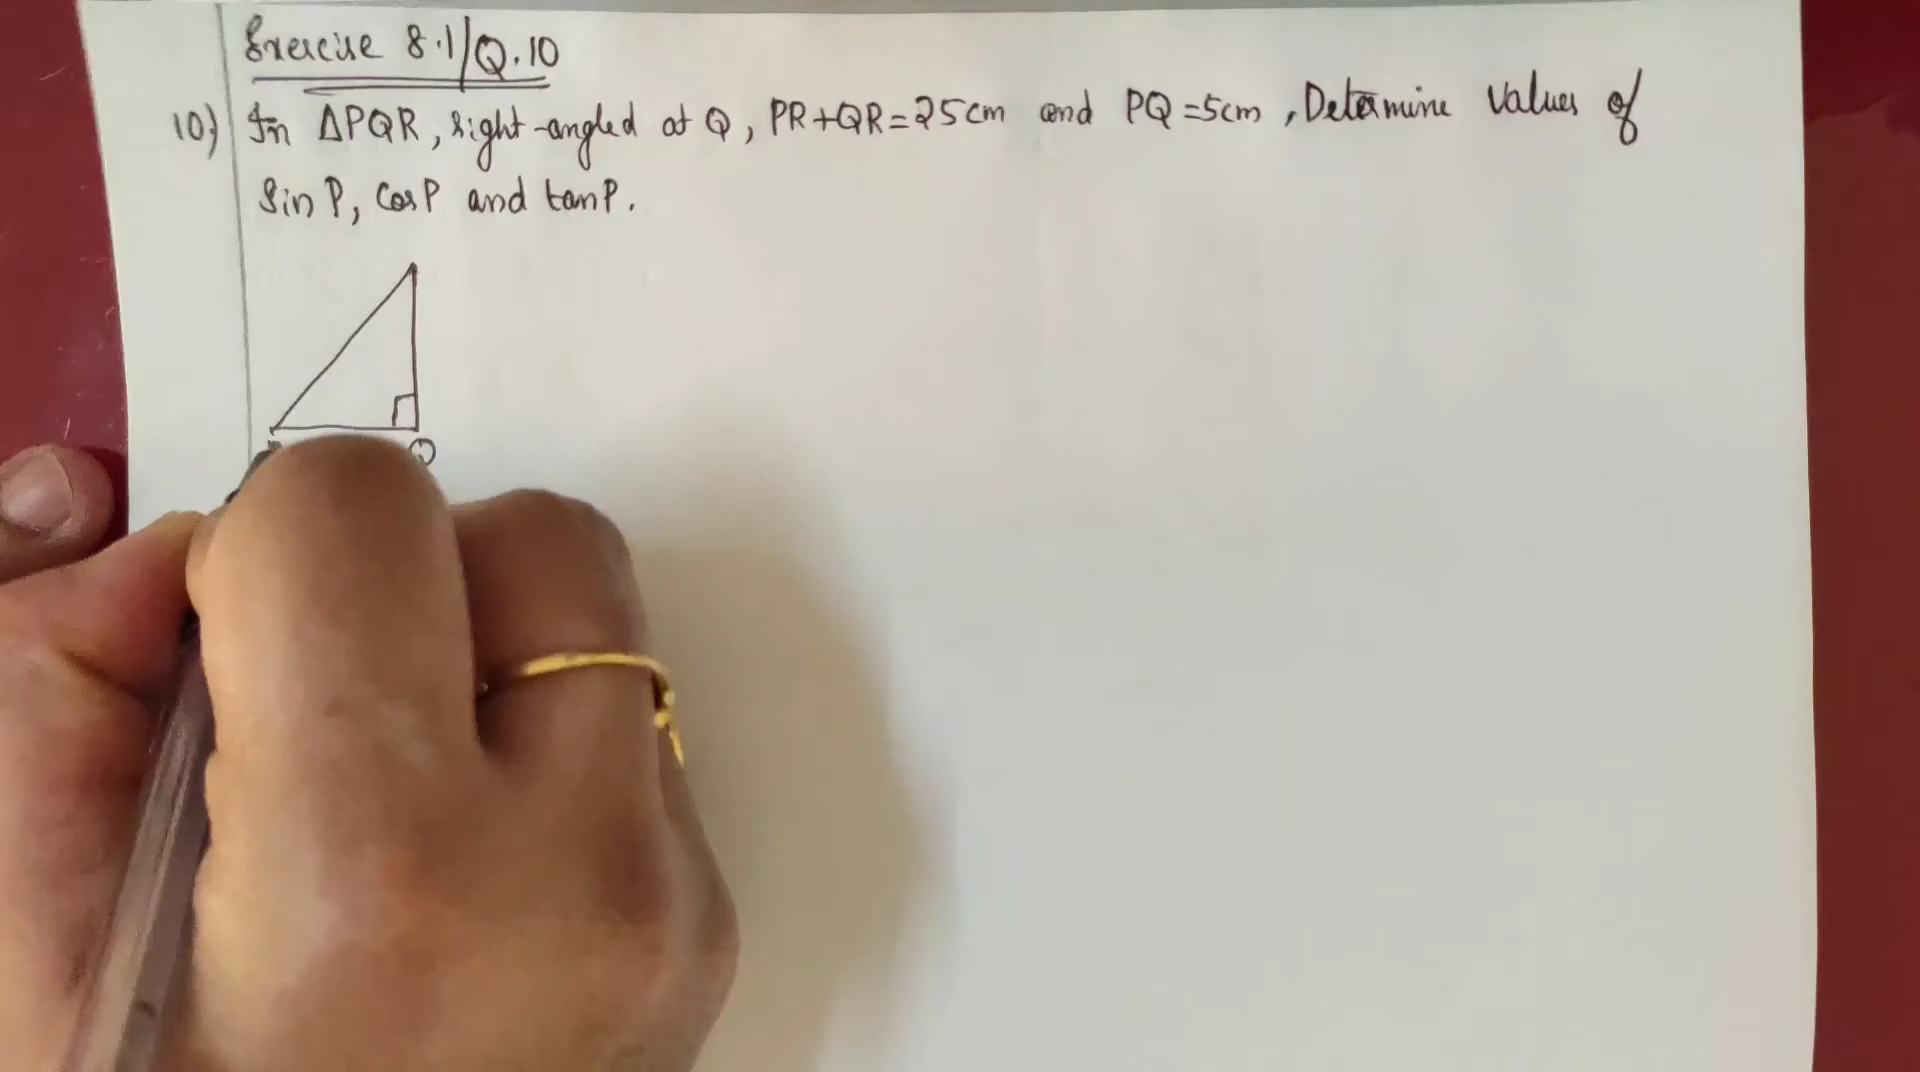 Exercise 8.1/Q.10
10) In ΔPQR, right-angled at Q, PR+QR=25cm and PQ=5cm, Determine values of
Sin P, Cos P and tan P.
Q